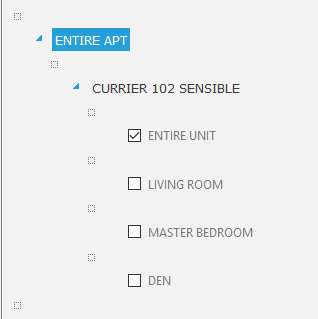 ENTIRE APT
CURRIER 102 SENSIBLE
ENTIRE UNIT
LIVING ROOM
MASTER BEDROOM
DEN